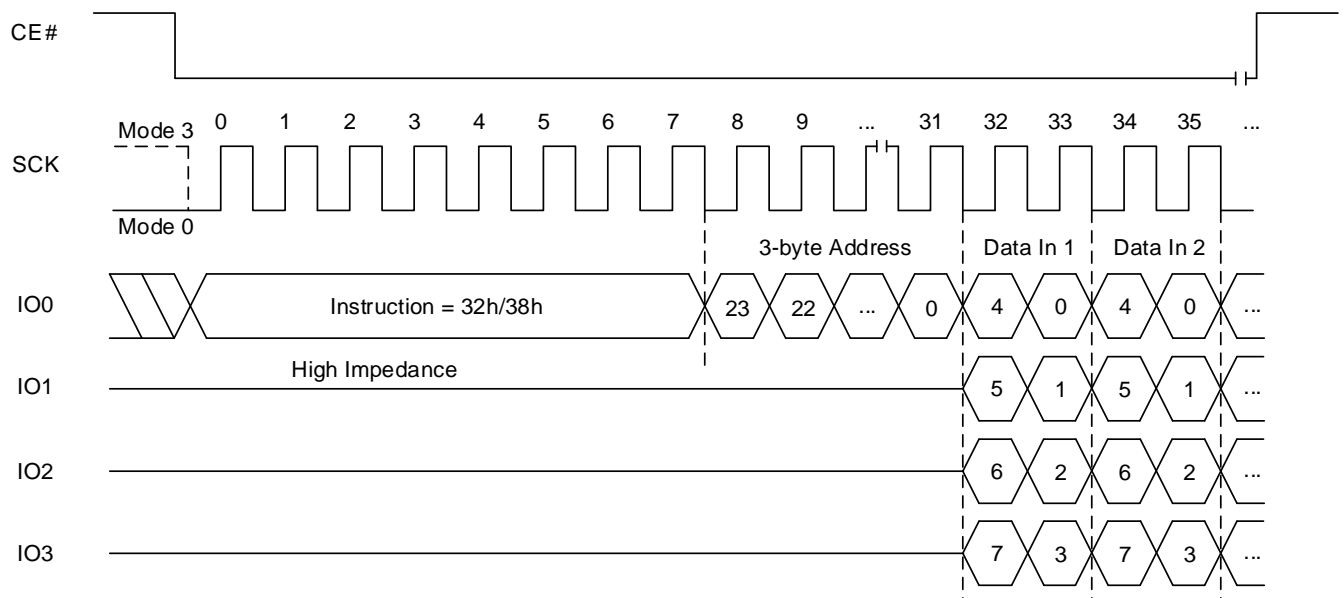 CE#
Mode 3 0 1 2 3 4 5 6 7 8 9 ... 31 32 33 34 35 ...
SCK
Mode 0
3-byte Address Data In 1 Data In 2
IO0 Instruction = 32h/38h 23 22 ... 0 4 0 4 0 ...
High Impedance
IO1 5 1 5 1 ...
IO2 6 2 6 2 ...
IO3 7 3 7 3 ...